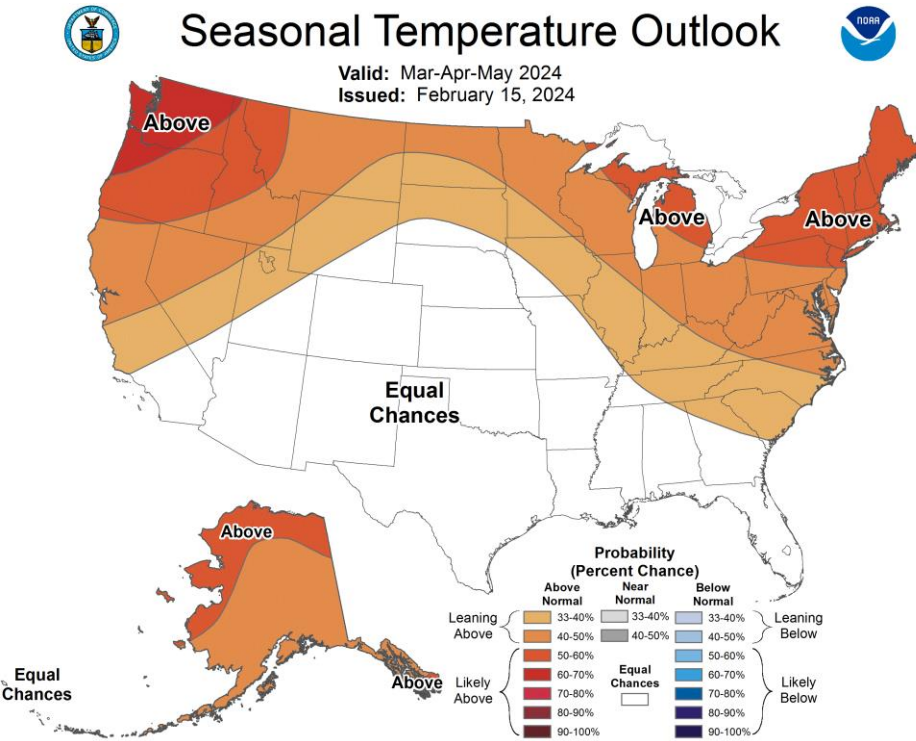 Seasonal Temperature Outlook
NOAA
Valid: Mar-Apr-May 2024
Issued: February 15, 2024
Above
Above
Above
Equal
Chances
Above
Above
Equal
Chances
Probability
(Percent Chance)
Above
Normal
Near
Normal
Below
Normal
Leaning
Above
33-40%
40-50%
33-40%
40-50%
33-40%
40-50%
Leaning
Below
Likely
Above
50-60%
60-70%
70-80%
80-90%
90-100%
Equal
Chances
50-60%
60-70%
70-80%
80-90%
90-100%
Likely
Below